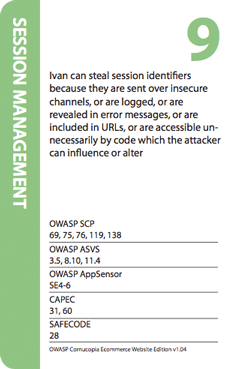 SESSION MANAGEMENT
9
Ivan can steal session identifiers
because they are sent over insecure
channels, or are logged, or are
revealed in error messages, or are
included in URLs, or are accessible un-
necessarily by code which the attacker
can influence or alter
OWASP SCP
69, 75, 76, 119, 138
OWASP ASVS
3.5, 8.10, 11.4
OWASP AppSensor
SE4-6
CAPEC
31, 60
SAFECODE
28
OWASP Cornucopia Ecommerce Website Edition v1.04